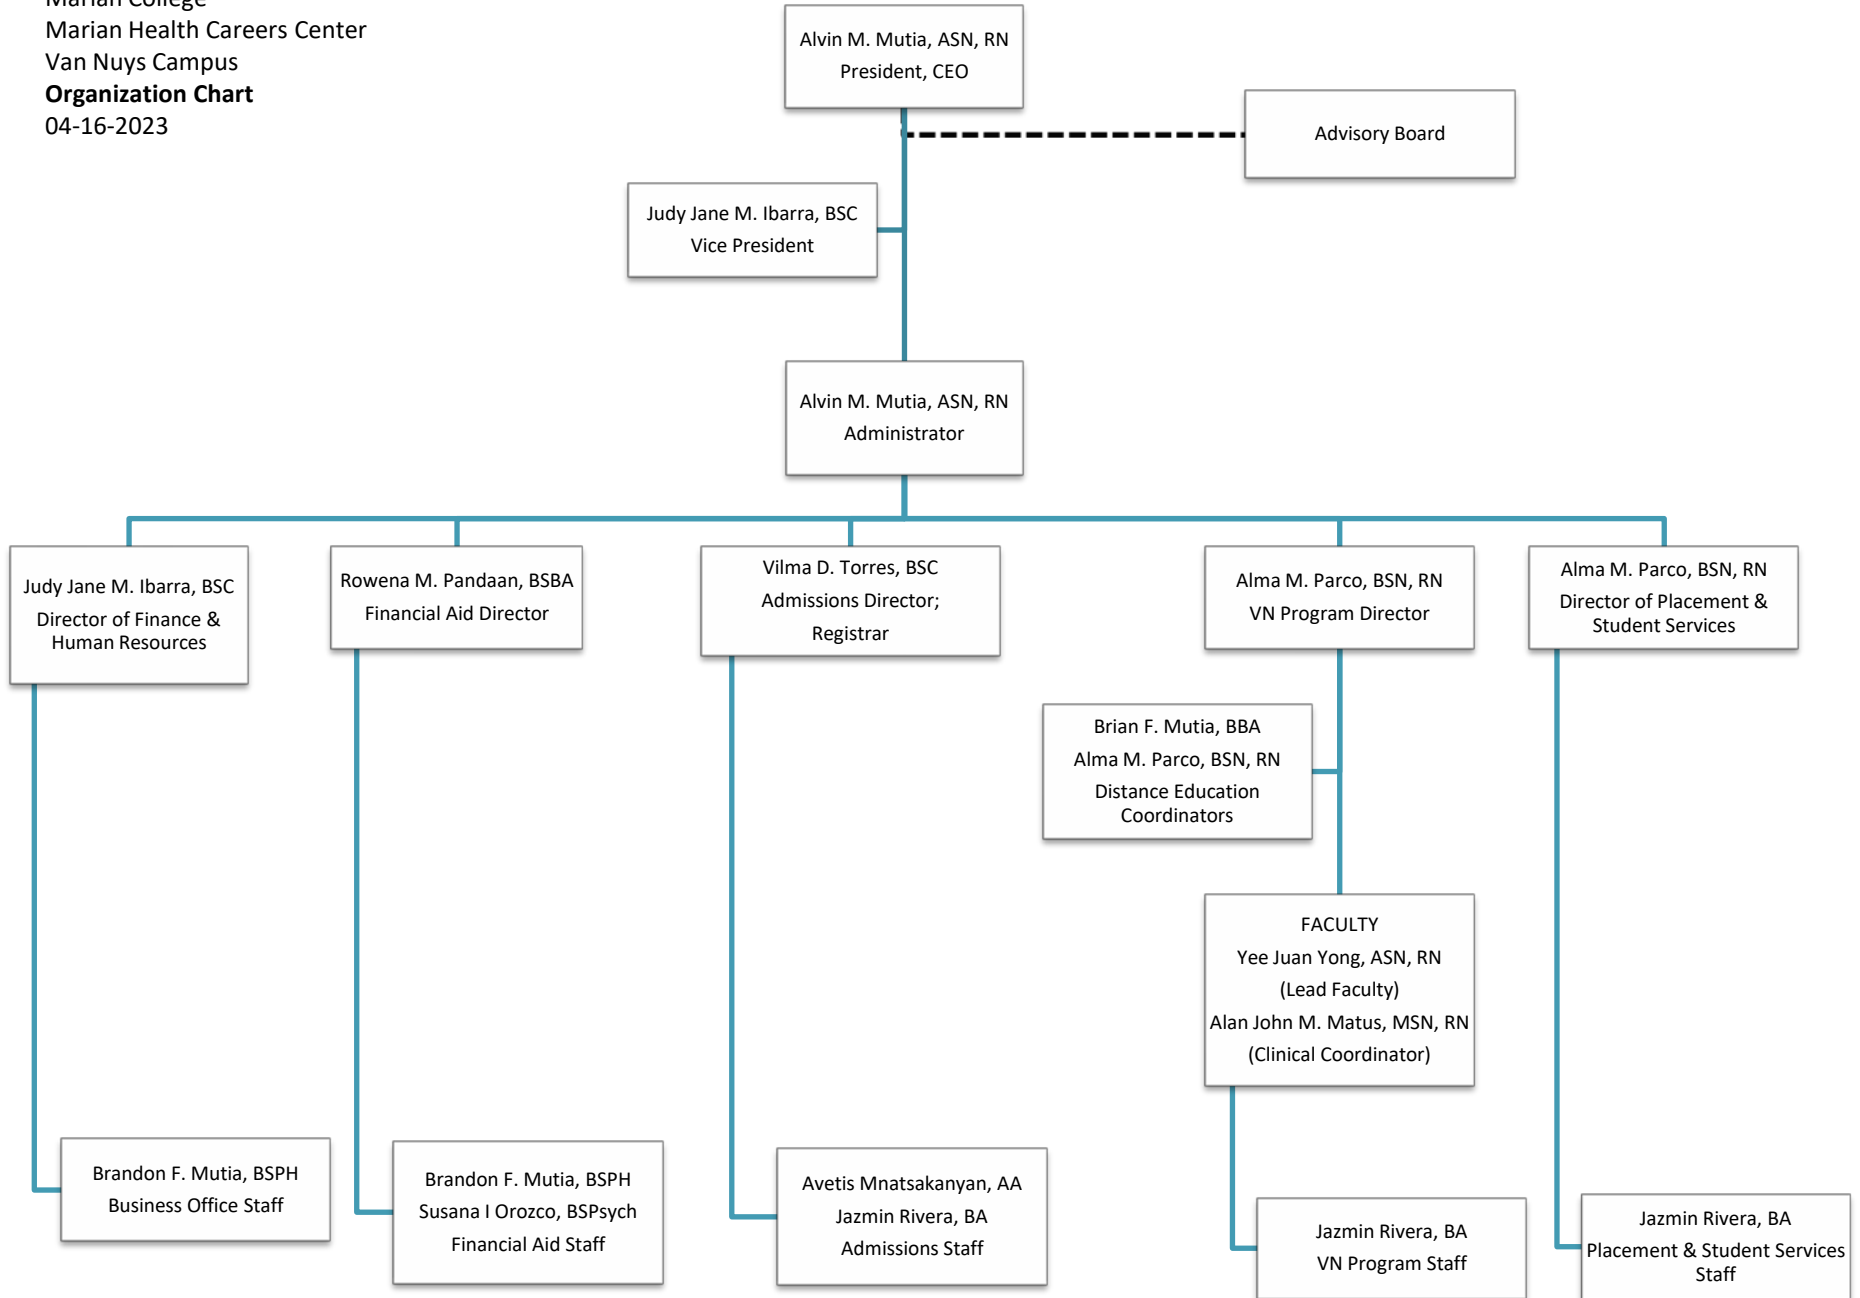 Marian College
Marian Health Careers Center
Van Nuys Campus
Organization Chart
04-16-2023
Alvin M. Mutia, ASN, RN
President, CEO
Advisory Board
Judy Jane M. Ibarra, BSC
Vice President
Alvin M. Mutia, ASN, RN
Administrator
Judy Jane M. Ibarra, BSC
Director of Finance &
Human Resources
Rowena M. Pandaan, BSBA
Financial Aid Director
Vilma D. Torres, BSC
Admissions Director;
Registrar
Alma M. Parco, BSN, RN
VN Program Director
Alma M. Parco, BSN, RN
Director of Placement &
Student Services
Brian F. Mutia, BBA
Alma M. Parco, BSN, RN
Distance Education
Coordinators
FACULTY
Yee Juan Yong, ASN, RN
(Lead Faculty)
Alan John M. Matus, MSN, RN
(Clinical Coordinator)
Brandon F. Mutia, BSPH
Business Office Staff
Brandon F. Mutia, BSPH
Susana I Orozco, BSPsych
Financial Aid Staff
Avetis Mnatsakanyan, AA
Jazmin Rivera, BA
Admissions Staff
Jazmin Rivera, BA
VN Program Staff
Jazmin Rivera, BA
Placement & Student Services
Staff